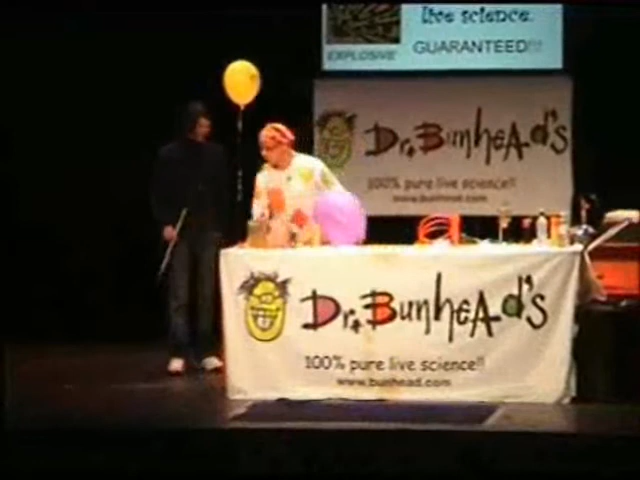 live science.
EXPLOSIVE
GUARANTEED!!!
Dr. BunheAd's
100% pure live science!!
www.bunhead.com
Dr. BunheAd's
100% pure live science!!
www.bunhead.com